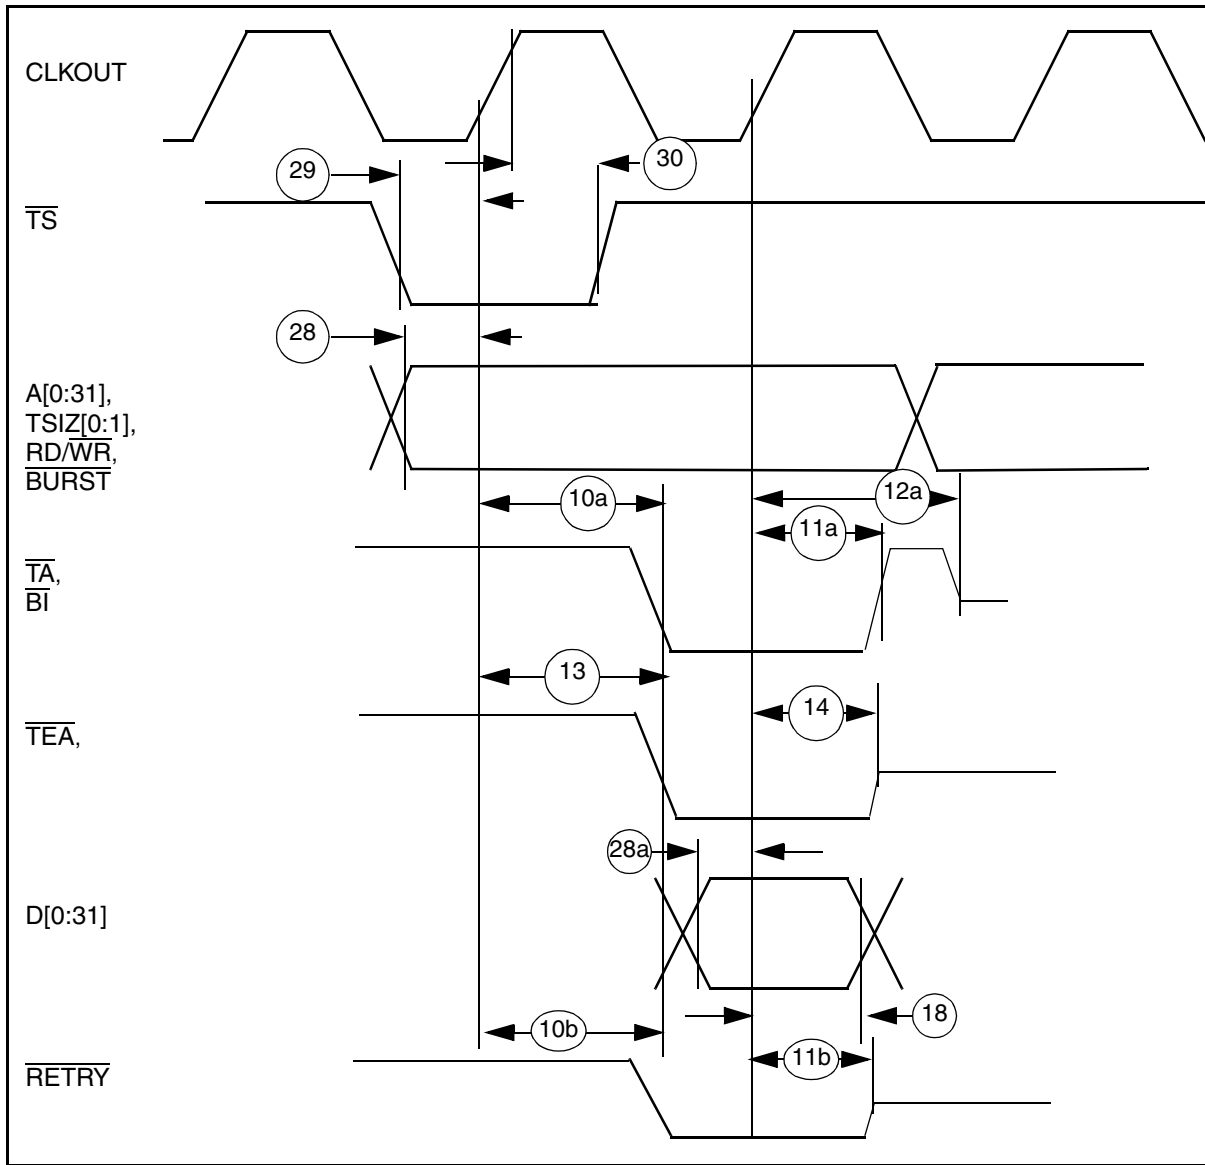 CLKOUT
29
30
TS
28
A[0:31],
TSIZ[0:1],
RD/WR,
BURST
10a
12a
11a
TA,
BI
13
14
TEA,
28a
D[0:31]
18
10b
11b
RETRY